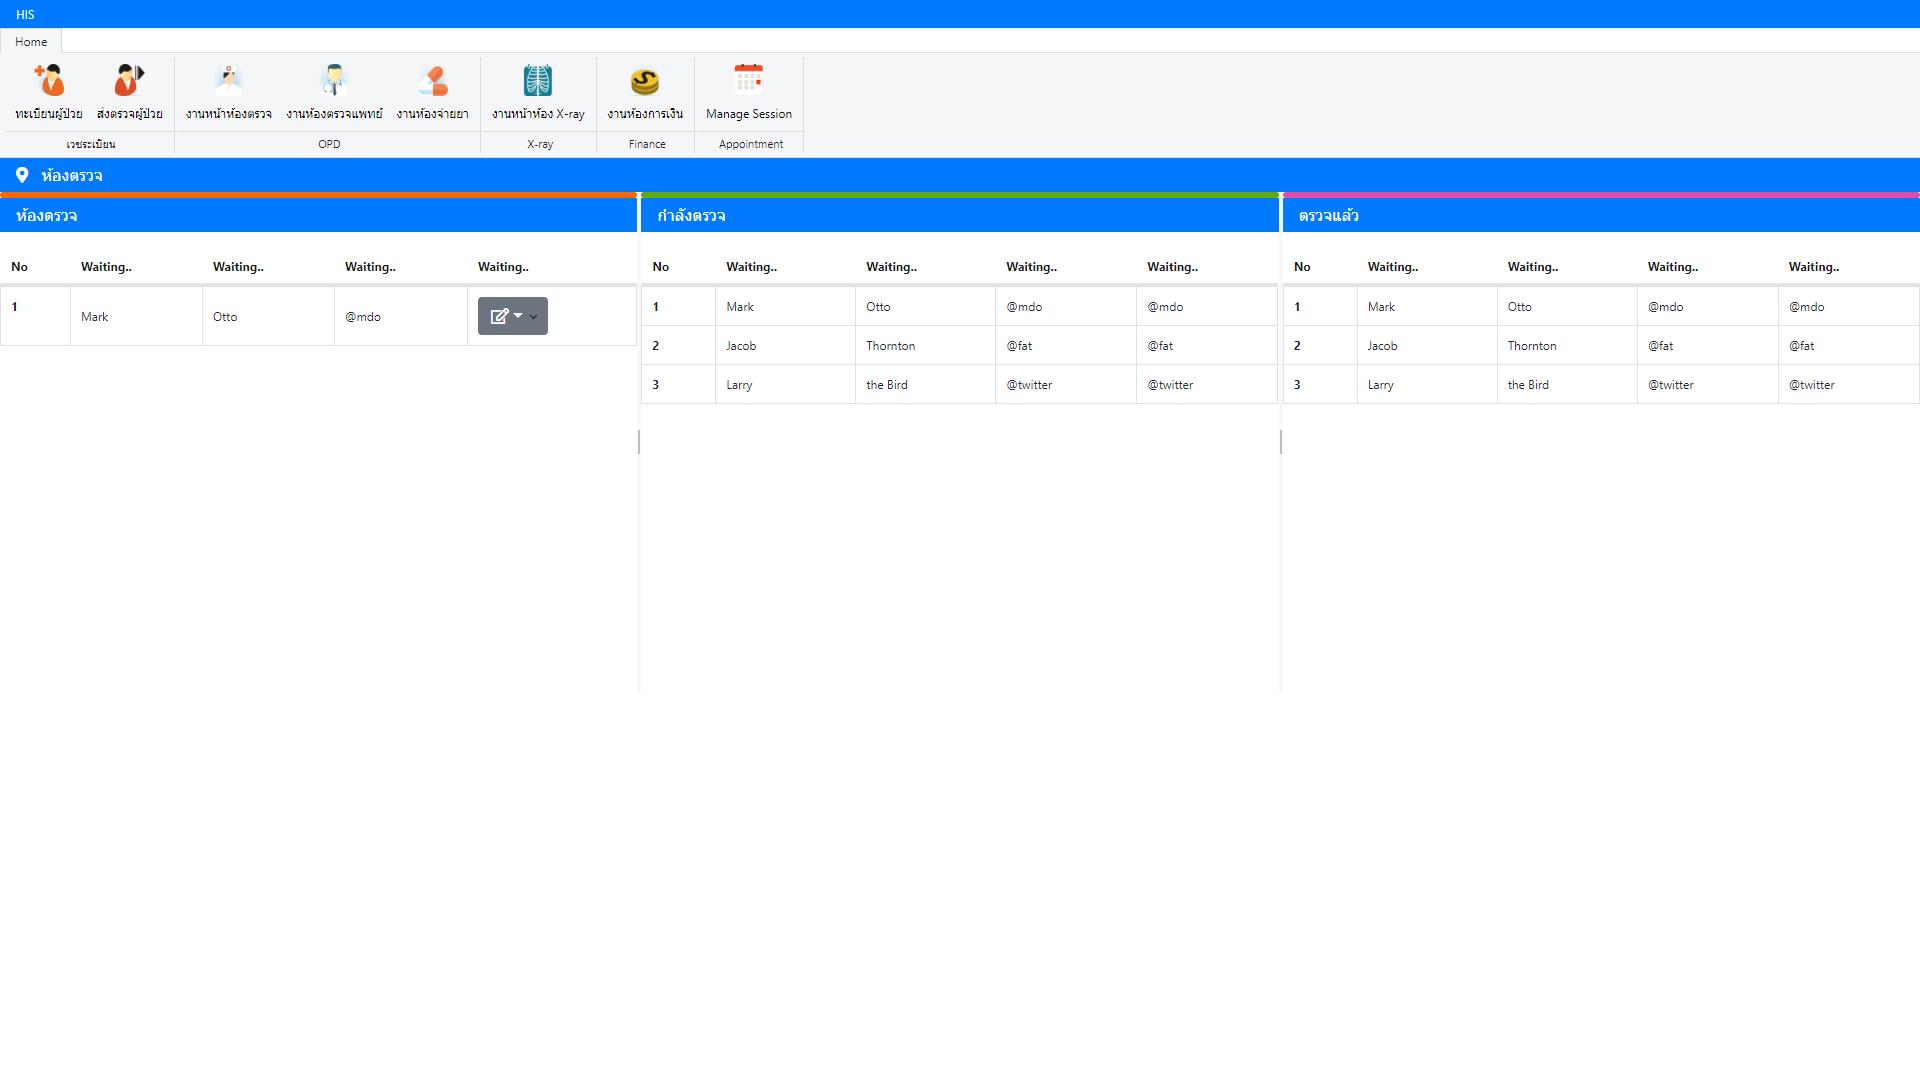 HIS
Home
ทะเบียนผู้ป่วย ส่งตรวจผู้ป่วย งานหน้าห้องตรวจ งานห้องตรวจแพทย์ งานห้องจ่ายยา งานหน้าห้อง X-ray งานห้องการเงิน Manage Session
เวชระเบียน OPD X-ray Finance Appointment
ห้องตรวจ
ห้องตรวจ
No Waiting.. Waiting.. Waiting.. Waiting..
1 Mark Otto @mdo
กำลังตรวจ
No Waiting.. Waiting.. Waiting.. Waiting..
1 Mark Otto @mdo @mdo
2 Jacob Thornton @fat @fat
3 Larry the Bird @twitter @twitter
ตรวจแล้ว
No Waiting.. Waiting.. Waiting.. Waiting..
1 Mark Otto @mdo @mdo
2 Jacob Thornton @fat @fat
3 Larry the Bird @twitter @twitter